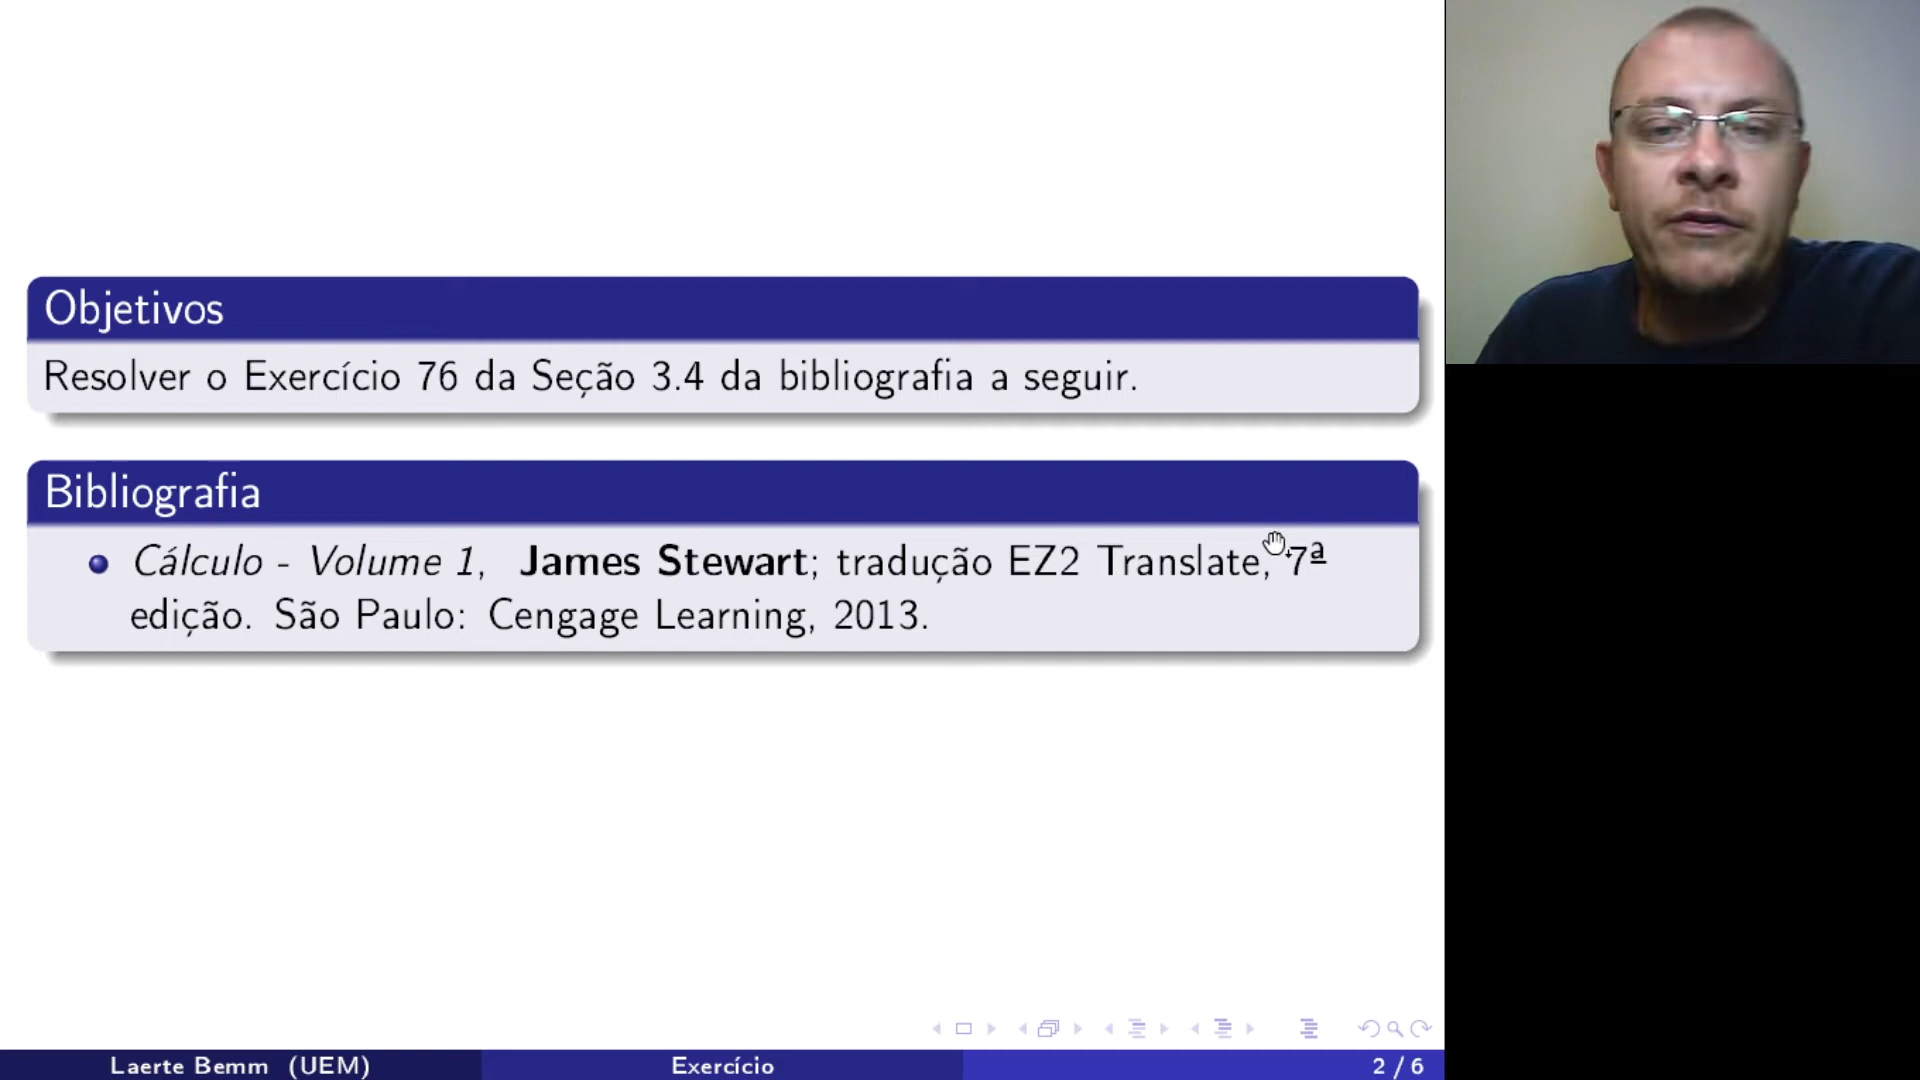 Objetivos
Resolver o Exercício 76 da Seção 3.4 da bibliografia a seguir.
Bibliografia
Cálculo - Volume 1, James Stewart; tradução EZ2 Translate, 7ª
edição. São Paulo: Cengage Learning, 2013.
Laerte Bemm (UEM) Exercício 2 / 6